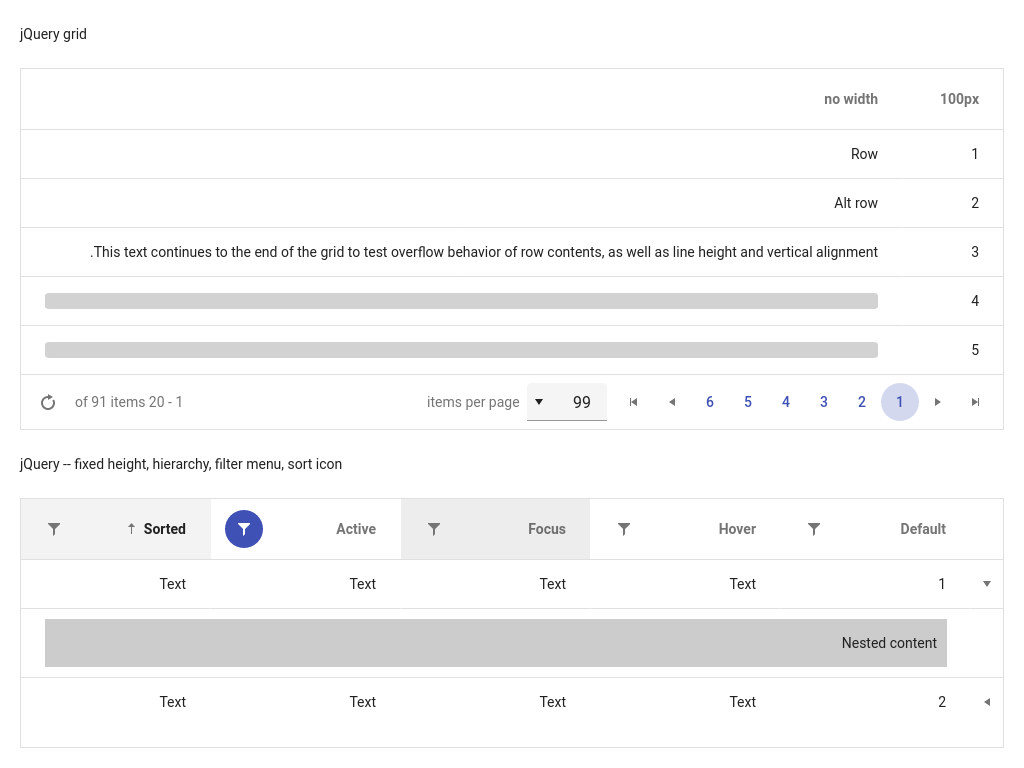 jQuery grid
no width 100px
Row 1
Alt row 2
.This text continues to the end of the grid to test overflow behavior of row contents, as well as line height and vertical alignment 3
4
5
of 91 items 20 - 1 items per page 99 6 5 4 3 2 1
jQuery -- fixed height, hierarchy, filter menu, sort icon
Sorted Active Focus Hover Default
Text Text Text Text 1
Nested content
Text Text Text Text 2